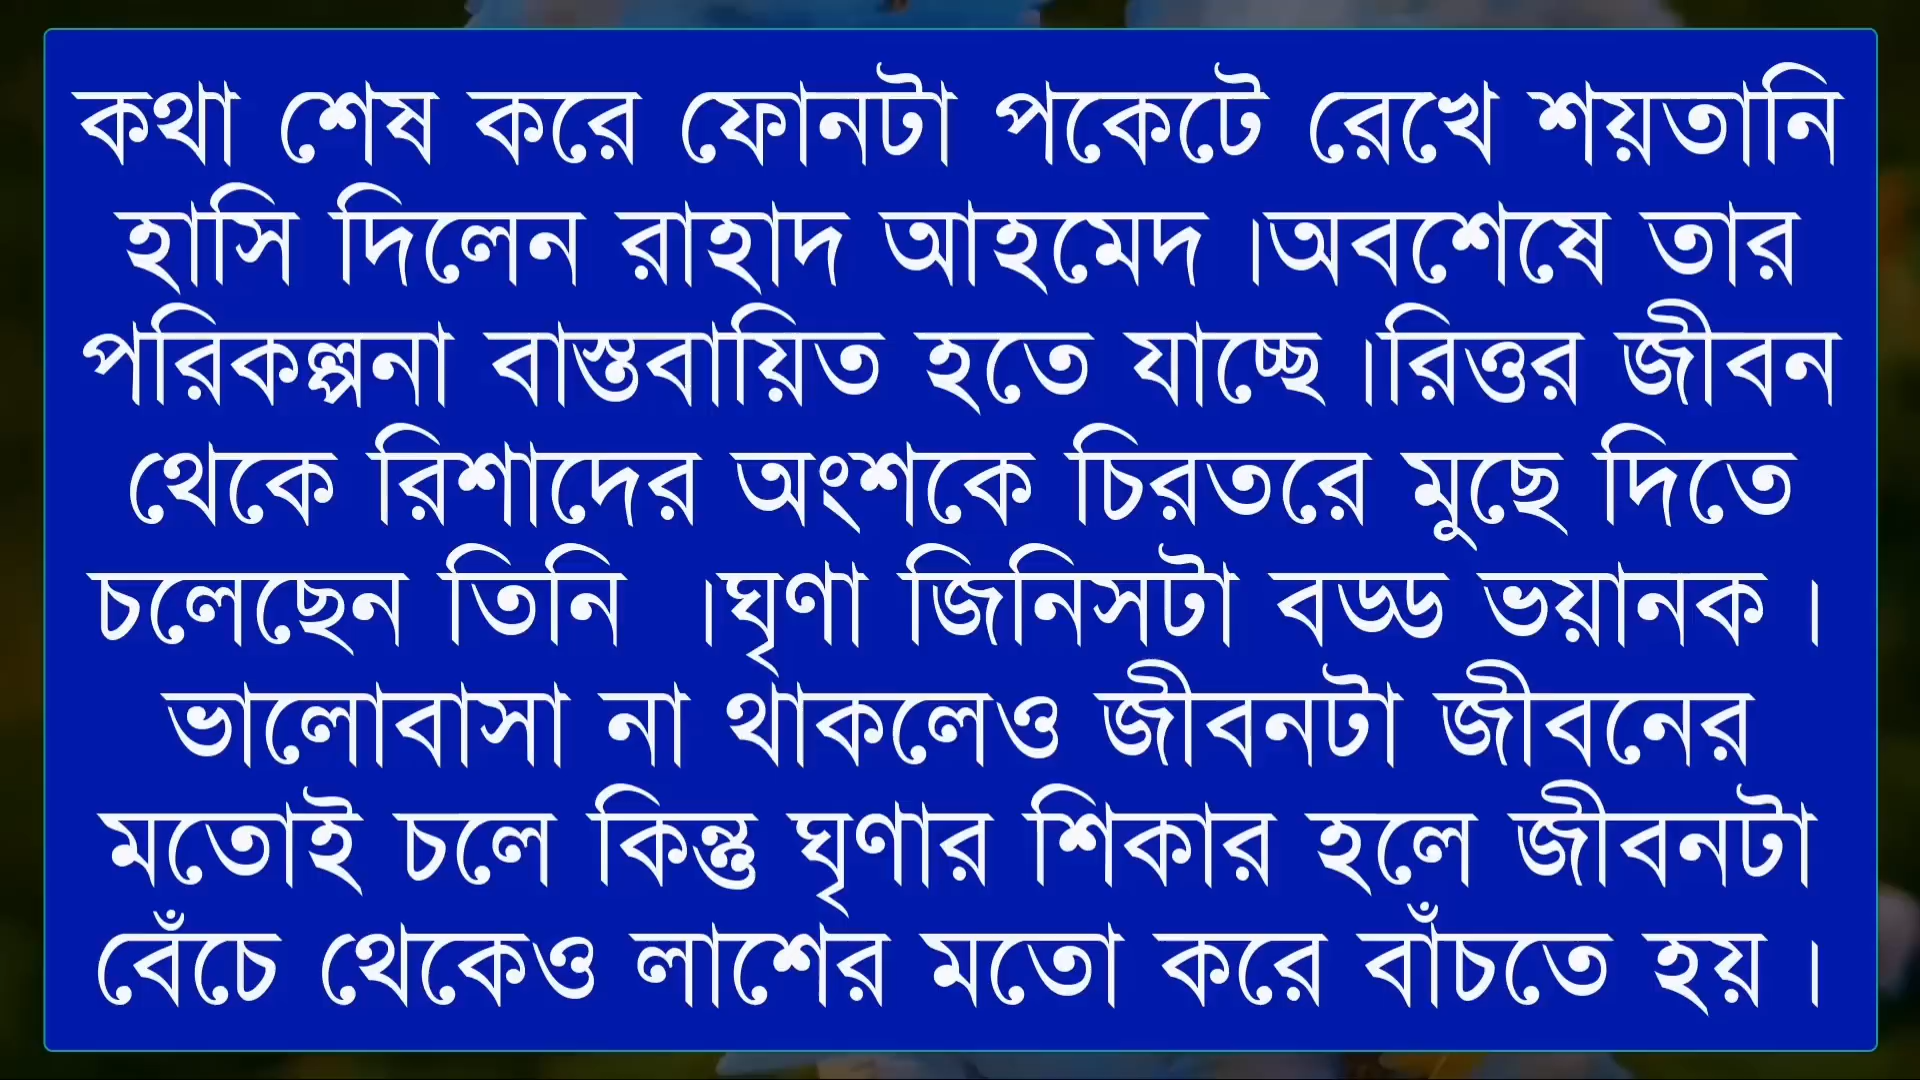 কথা শেষ করে ফোনটা পকেটে রেখে শয়তানি
হাসি দিলেন রাহাদ আহমেদ ।অবশেষে তার
পরিকল্পনা বাস্তবায়িত হতে যাচ্ছে ।রিত্তর জীবন
থেকে রিশাদের অংশকে চিরতরে মুছে দিতে
চলেছেন তিনি ।ঘৃণা জিনিসটা বড্ড ভয়ানক ।
ভালোবাসা না থাকলেও জীবনটা জীবনের
মতোই চলে কিন্তু ঘৃণার শিকার হলে জীবনটা
বেঁচে থেকেও লাশের মতো করে বাঁচতে হয় ।